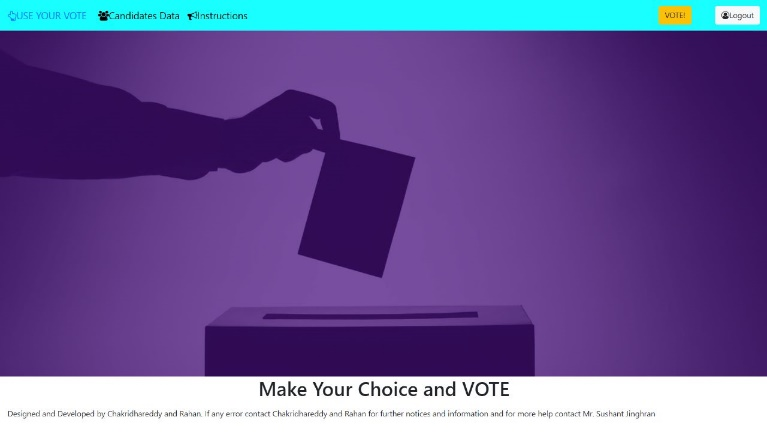 USE YOUR VOTE Candidates Data Instructions VOTE! Logout
Make Your Choice and VOTE
Designed and Developed by Chakridhareddy and Rahan. If any error contact Chakridhareddy and Rahan for further notices and information and for more help contact Mr. Sushant Jinghran